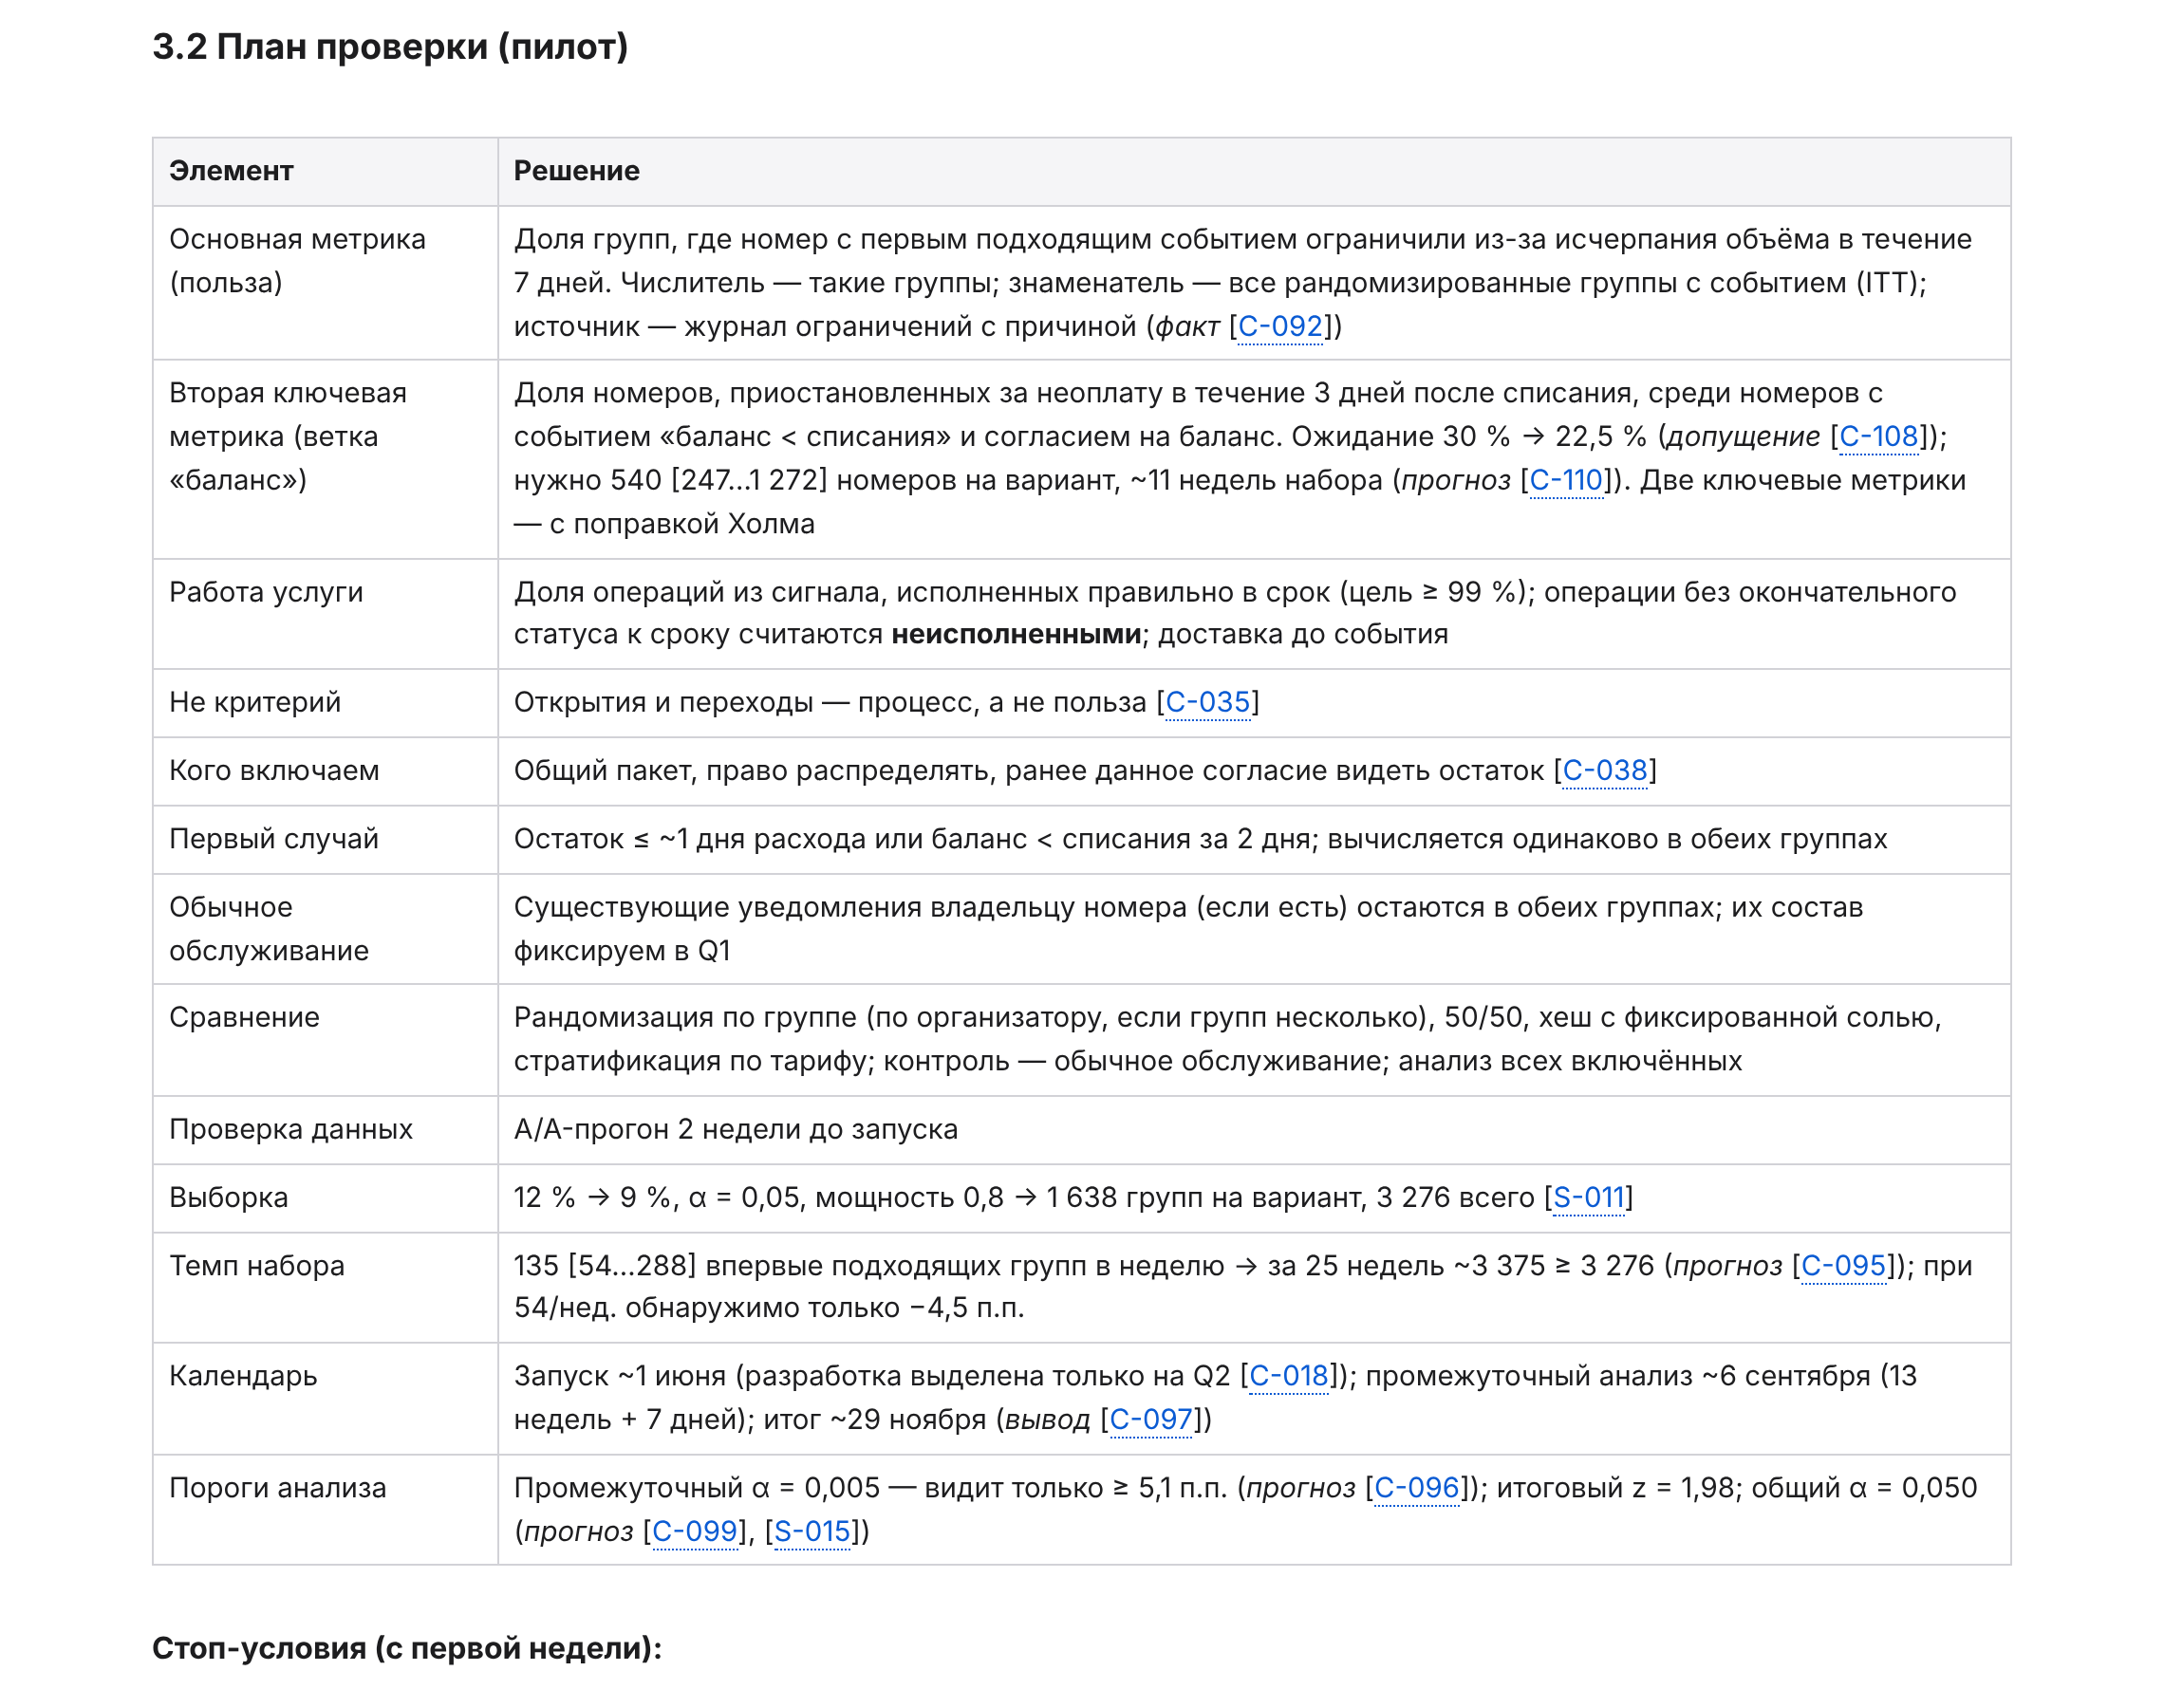 3.2 План проверки (пилот)
Элемент
Решение
Основная метрика
(польза)
Доля групп, где номер с первым подходящим событием ограничили из-за исчерпания объёма в течение
7 дней. Числитель — такие группы; знаменатель — все рандомизированные группы с событием (ITT);
источник — журнал ограничений с причиной (факт [C-092])
Вторая ключевая
метрика (ветка
«баланс»)
Доля номеров, приостановленных за неоплату в течение 3 дней после списания, среди номеров с
событием «баланс < списания» и согласием на баланс. Ожидание 30 % → 22,5 % (допущение [C-108]);
нужно 540 [247…1 272] номеров на вариант, ~11 недель набора (прогноз [C-110]). Две ключевые метрики
— с поправкой Холма
Работа услуги
Доля операций из сигнала, исполненных правильно в срок (цель ≥ 99 %); операции без окончательного
статуса к сроку считаются неисполненными; доставка до события
Не критерий
Открытия и переходы — процесс, а не польза [C-035]
Кого включаем
Общий пакет, право распределять, ранее данное согласие видеть остаток [C-038]
Первый случай
Остаток ≤ ~1 дня расхода или баланс < списания за 2 дня; вычисляется одинаково в обеих группах
Обычное
обслуживание
Существующие уведомления владельцу номера (если есть) остаются в обеих группах; их состав
фиксируем в Q1
Сравнение
Рандомизация по группе (по организатору, если групп несколько), 50/50, хеш с фиксированной солью,
стратификация по тарифу; контроль — обычное обслуживание; анализ всех включённых
Проверка данных
А/А-прогон 2 недели до запуска
Выборка
12 % → 9 %, α = 0,05, мощность 0,8 → 1 638 групп на вариант, 3 276 всего [S-011]
Темп набора
135 [54…288] впервые подходящих групп в неделю → за 25 недель ~3 375 ≥ 3 276 (прогноз [C-095]); при
54/нед. обнаружимо только −4,5 п.п.
Календарь
Запуск ~1 июня (разработка выделена только на Q2 [C-018]); промежуточный анализ ~6 сентября (13
недель + 7 дней); итог ~29 ноября (вывод [C-097])
Пороги анализа
Промежуточный α = 0,005 — видит только ≥ 5,1 п.п. (прогноз [C-096]); итоговый z = 1,98; общий α = 0,050
(прогноз [C-099], [S-015])
Стоп-условия (с первой недели):